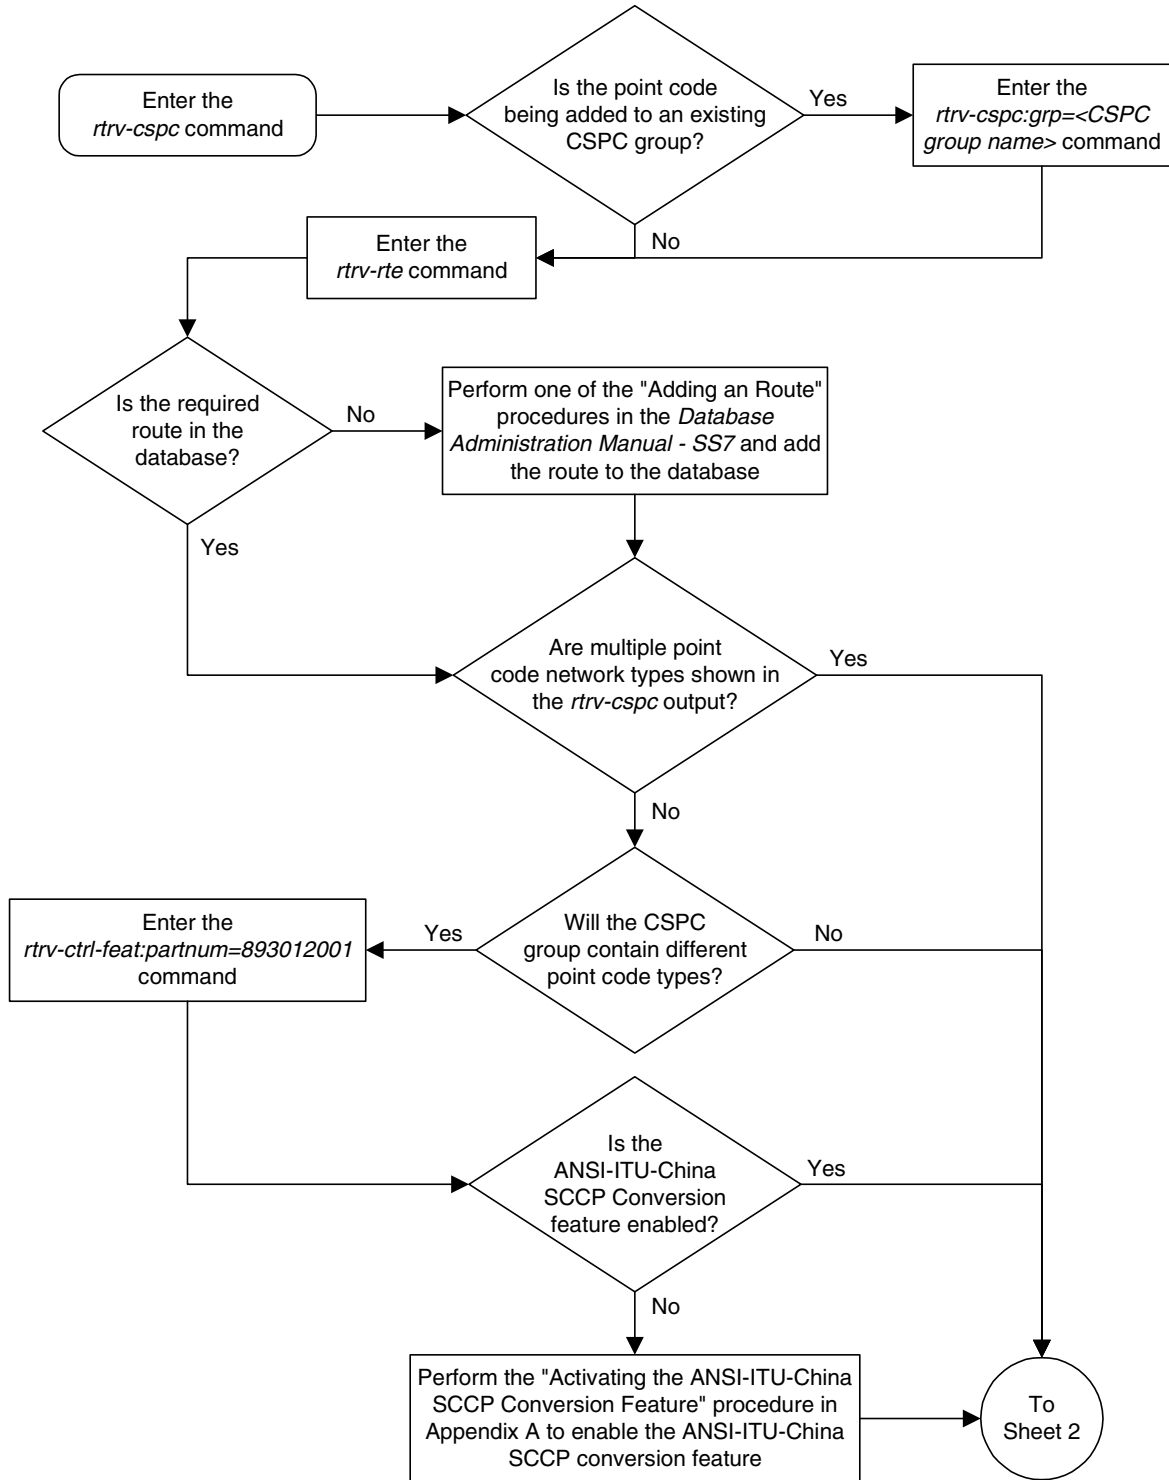 Enter the
rtrv-cspc command
Is the point code
being added to an existing
CSPC group?
Yes
Enter the
rtrv-cspc:grp=<CSPC
group name> command
No
Enter the
rtrv-rte command
Is the required
route in the
database?
No
Perform one of the "Adding an Route"
procedures in the Database
Administration Manual - SS7 and add
the route to the database
Yes
Are multiple point
code network types shown in
the rtrv-cspc output?
Yes
No
Will the CSPC
group contain different
point code types?
Yes
No
Enter the
rtrv-ctrl-feat:partnum=893012001
command
Is the
ANSI-ITU-China
SCCP Conversion
feature enabled?
Yes
No
Perform the "Activating the ANSI-ITU-China
SCCP Conversion Feature" procedure in
Appendix A to enable the ANSI-ITU-China
SCCP conversion feature
To
Sheet 2